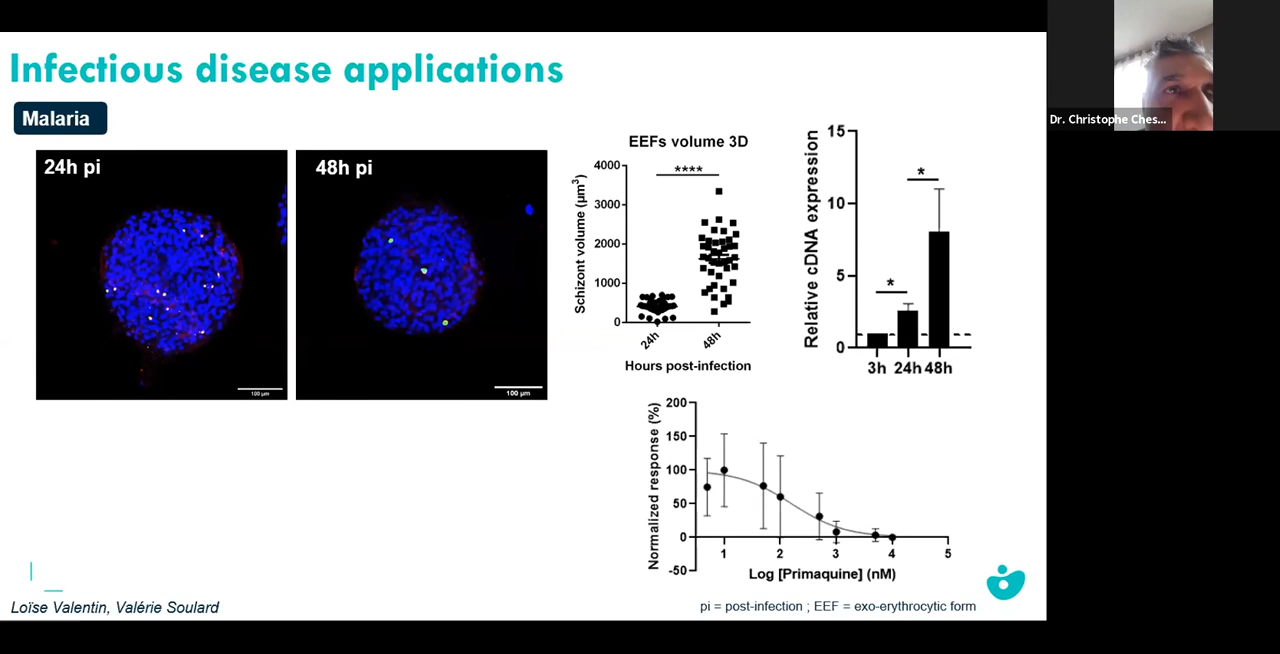 Infectious disease applications
Malaria
24h pi
48h pi
100 µm
100 µm
EEFs volume 3D
Schizont volume (µm³)
4000
3000
2000
1000
0
****
24h
48h
Hours post-infection
Relative cDNA expression
15
10
5
0
*
*
3h 24h 48h
Normalized response (%)
200
150
100
50
0
-50
1 2 3 4 5
Log [Primaquine] (nM)
Loïse Valentin, Valérie Soulard
pi = post-infection ; EEF = exo-erythrocytic form
Dr. Christophe Ches...